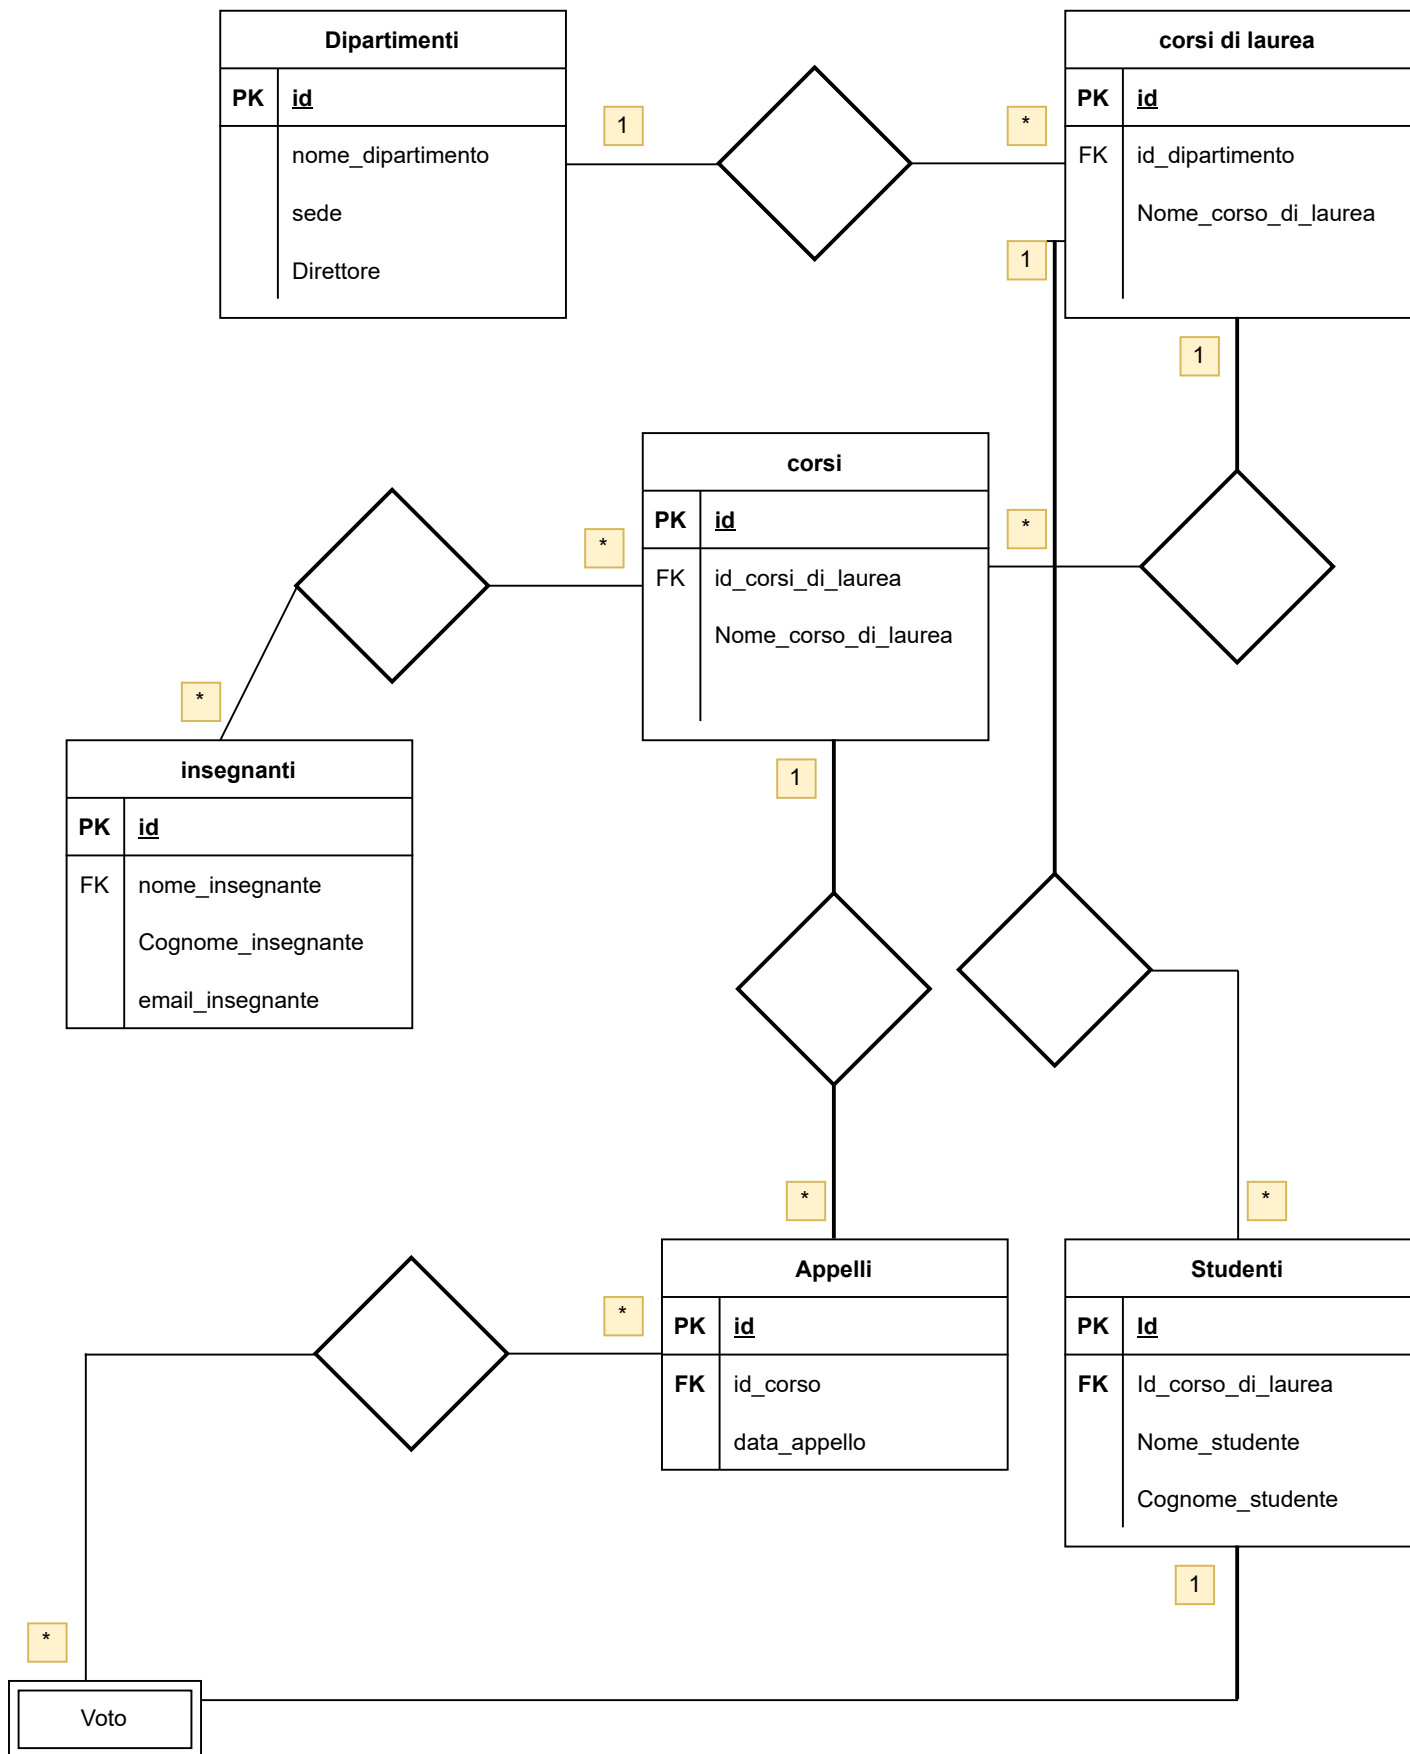 Dipartimenti
PK id
nome_dipartimento
sede
Direttore
1
*
corsi di laurea
PK id
FK id_dipartimento
Nome_corso_di_laurea
1
1
corsi
PK id
FK id_corsi_di_laurea
Nome_corso_di_laurea
*
*
*
insegnanti
PK id
FK nome_insegnante
Cognome_insegnante
email_insegnante
1
*
*
Appelli
PK id
FK id_corso
data_appello
*
Studenti
PK Id
FK Id_corso_di_laurea
Nome_studente
Cognome_studente
1
*
Voto